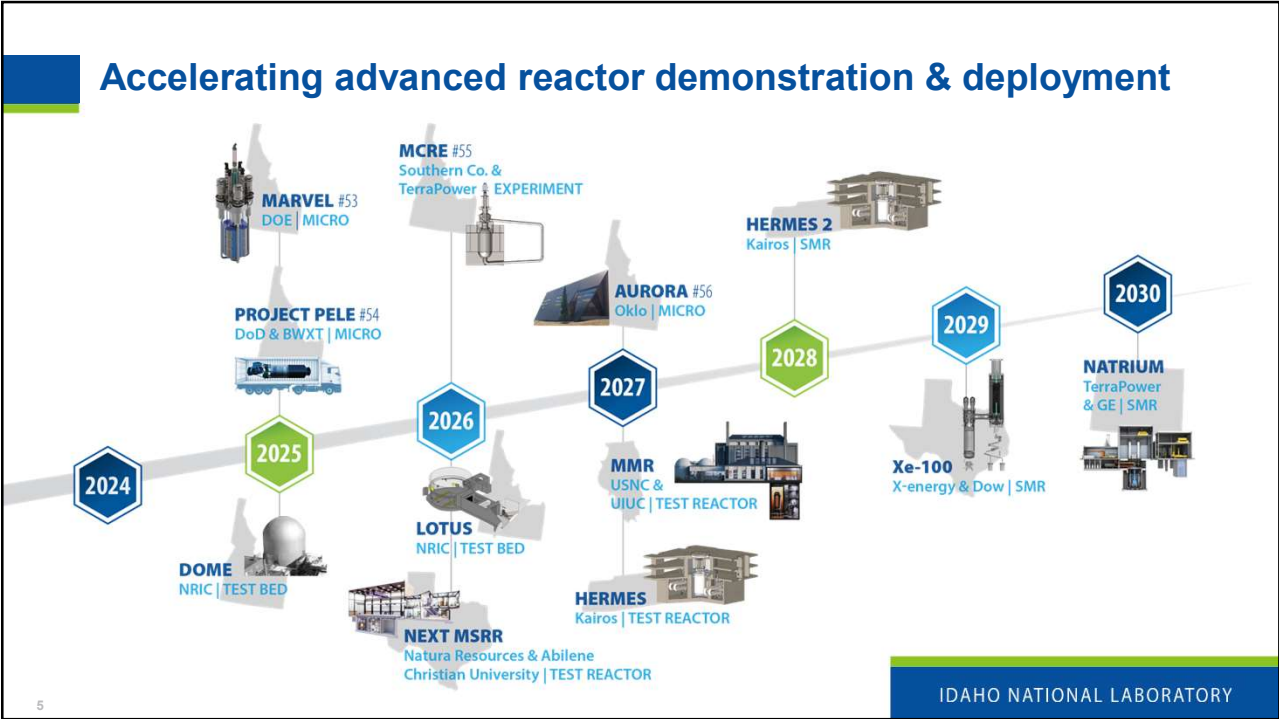 Accelerating advanced reactor demonstration & deployment
MARVEL #53
DOE | MICRO
PROJECT PELE #54
DoD & BWXT | MICRO
MCRE #55
Southern Co. &
TerraPower | EXPERIMENT
AURORA #56
Oklo | MICRO
HERMES 2
Kairos | SMR
2024
2025
2026
2027
2028
2029
2030
DOME
NRIC | TEST BED
LOTUS
NRIC | TEST BED
NEXT MSRR
Natura Resources & Abilene
Christian University | TEST REACTOR
MMR
USNC &
UIUC | TEST REACTOR
HERMES
Kairos | TEST REACTOR
Xe-100
X-energy & Dow | SMR
NATRIUM
TerraPower
& GE | SMR
5
IDAHO NATIONAL LABORATORY